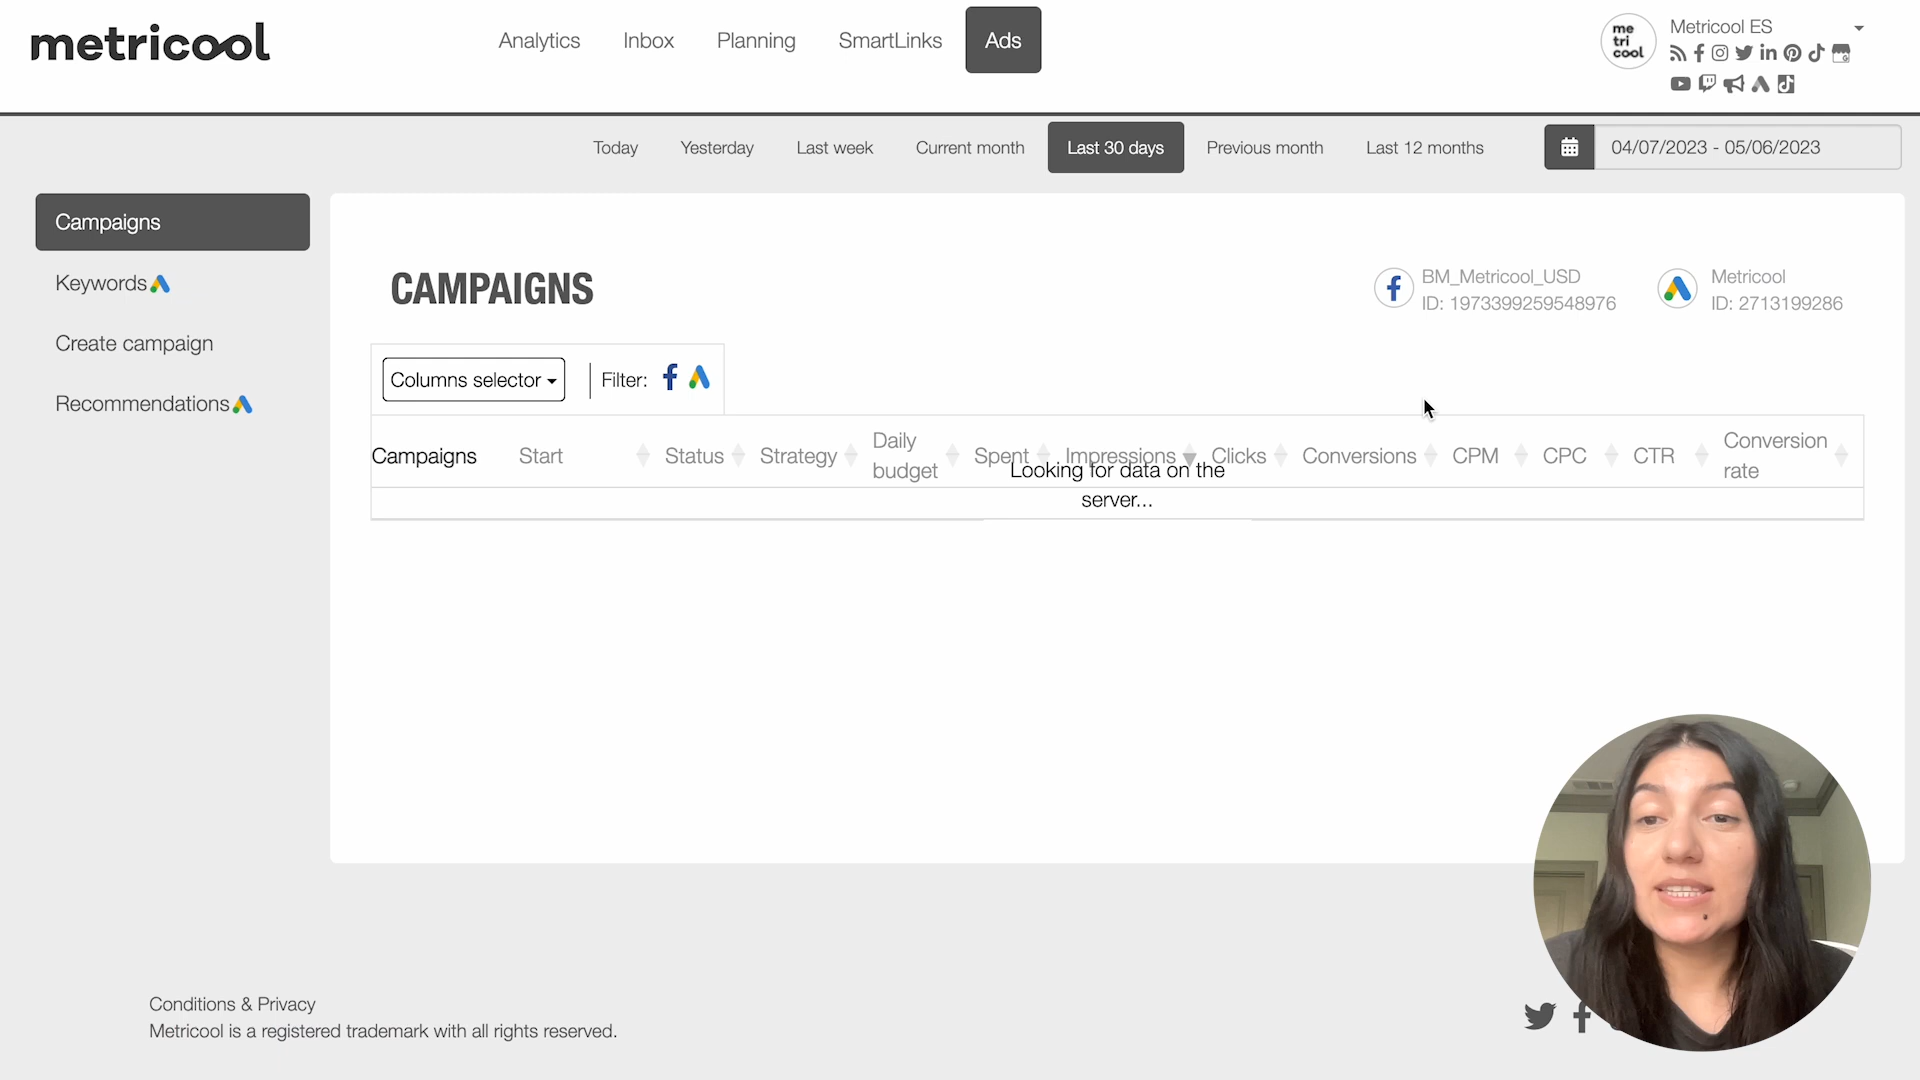 metricool
Analytics
Inbox
Planning
SmartLinks
Ads
me
tri
cool
Metricool ES
Today
Yesterday
Last week
Current month
Last 30 days
Previous month
Last 12 months
04/07/2023 - 05/06/2023
Campaigns
Keywords
Create campaign
Recommendations
CAMPAIGNS
BM_Metricool_USD
ID: 1973399259548976
Metricool
ID: 2713199286
Columns selector
Filter:
Campaigns
Start
Status
Strategy
Daily
budget
Spent
Impressions
Clicks
Conversions
CPM
CPC
CTR
Conversion
rate
Looking for data on the
server...
Conditions & Privacy
Metricool is a registered trademark with all rights reserved.